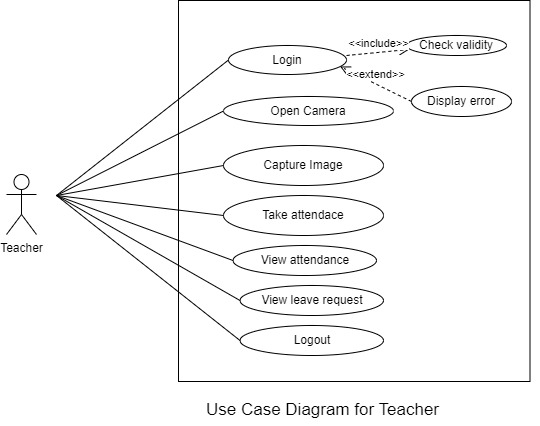 <<include>>
Check validity
Login
<<extend>>
Display error
Open Camera
Capture Image
Take attendace
Teacher
View attendance
View leave request
Logout
Use Case Diagram for Teacher